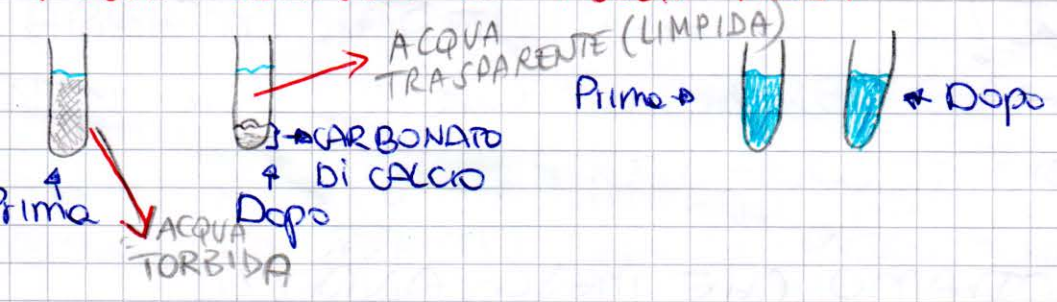 ACQUA
TRASPARENTE (LIMPIDA)
CARBONATO
DI CALCIO
Prima
Dopo
ACQUA
TORBIDA
Prima
Dopo